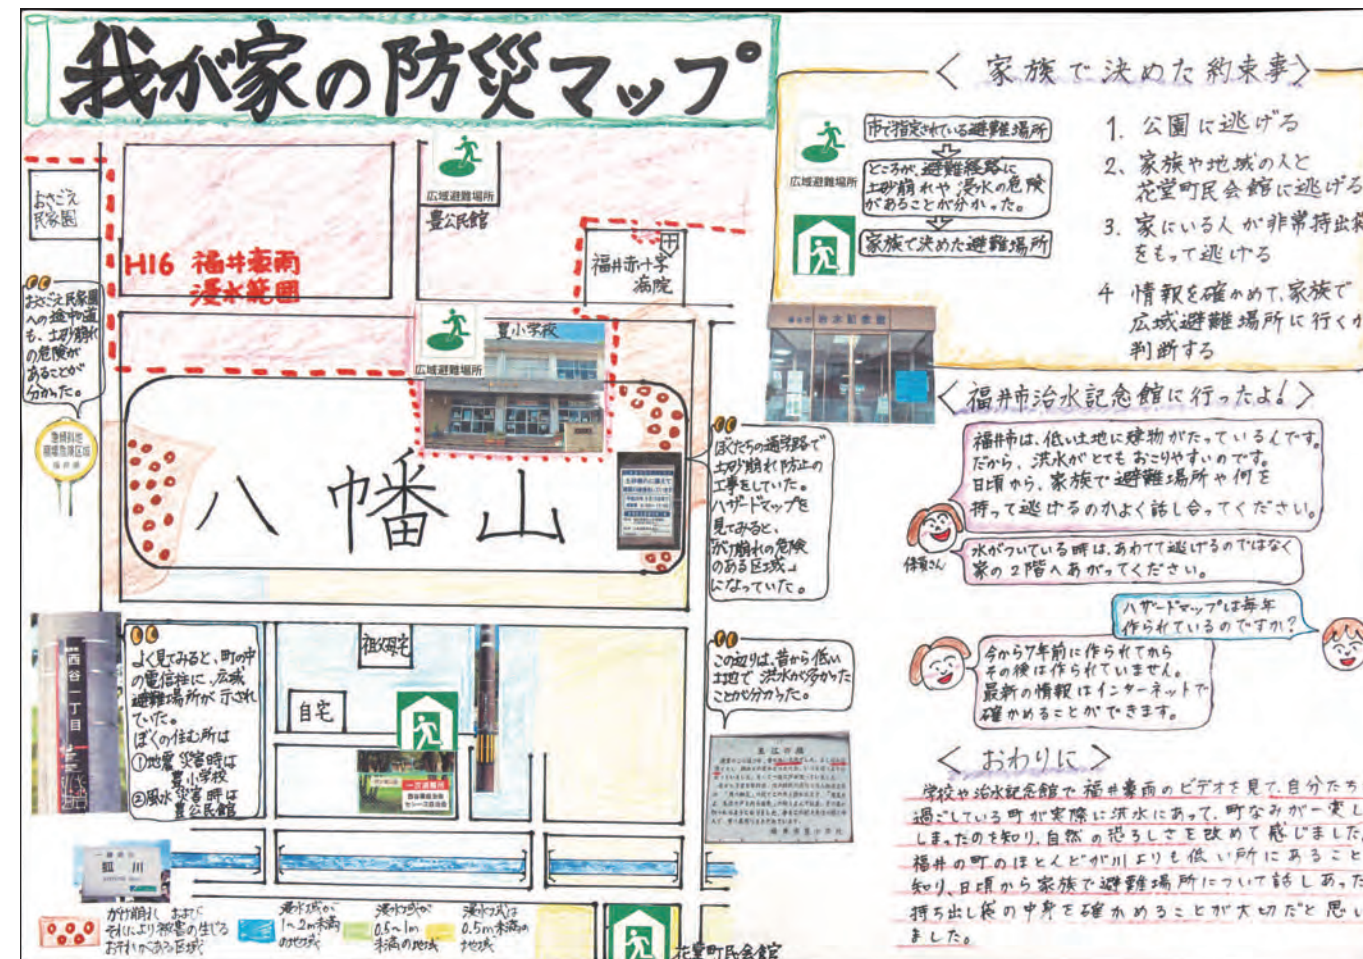 我が家の防災マップ
おさごえ
民家園
広域避難場所
豊公民館
H16 福井豪雨
浸水範囲
福井赤十字
病院
おさごえ民家園
への途中の道
も、土砂崩れ
の危険が
あることが
分かった。
急傾斜地
崩壊危険区域
福井県
広域避難場所
豊小学校
八幡山
ぼくたちの通学路で
土砂崩れ防止の
工事をしていた。
ハザードマップを
見てみると、
「がけ崩れの危険
のある区域」
になっていた。
西谷一丁目
よく見てみると、町の中
の電信柱に、広域
避難場所が示され
ていた。
ぼくの住む所は
①地震災害時は
豊小学校
②風水災害時は
豊公民館
祖父母宅
自宅
一次避難所
この辺りは、昔から低い
土地で洪水が多かった
ことが分かった。
狐川
がけ崩れ および
それにより被害の生じる
おそれがある区域
浸水域が
1~2m未満
の地域
浸水域が
0.5~1m
未満の地域
浸水域は
0.5m未満の
地域
花堂町民会館
<家族で決めた約束事>
広域避難場所
市で指定されている避難場所
ところが、避難経路に
土砂崩れや浸水の危険
があることが分かった。
家族で決めた避難場所
1. 公園に逃げる
2、家族や地域の人と
花堂町民会館に逃げる
3. 家にいる人が非常持出
をもって逃げる
4 情報を確かめて、家族で
広域避難場所に行くか
判断する
治水記念館
<福井市治水記念館に行ったよ!>
福井市は、低い土地に建物がたっているんです。
だから、洪水がとてもおこりやすいのです。
日頃から、家族で避難場所や何を
持って逃げるのかよく話し合ってください。
係員さん
水がついている時は、あわてて逃げるのではなく
家の2階へあがってください。
ハザードマップは毎年
作られているのですか?
今から7年前に作られてから
その後は作られていません。
最新の情報はインターネットで
確かめることができます。
<おわりに>
学校や治水記念館で福井豪雨のビデオを見て、自分たち
過ごしている町が実際に洪水にあって、町なみが一変し
しまったのを知り、自然の恐ろしさを改めて感じました。
福井の町のほとんどが川よりも低い所にあること
知り、日頃から家族で避難場所について話しあった
持ち出し袋の中身を確かめることが大切だと思い
ました。